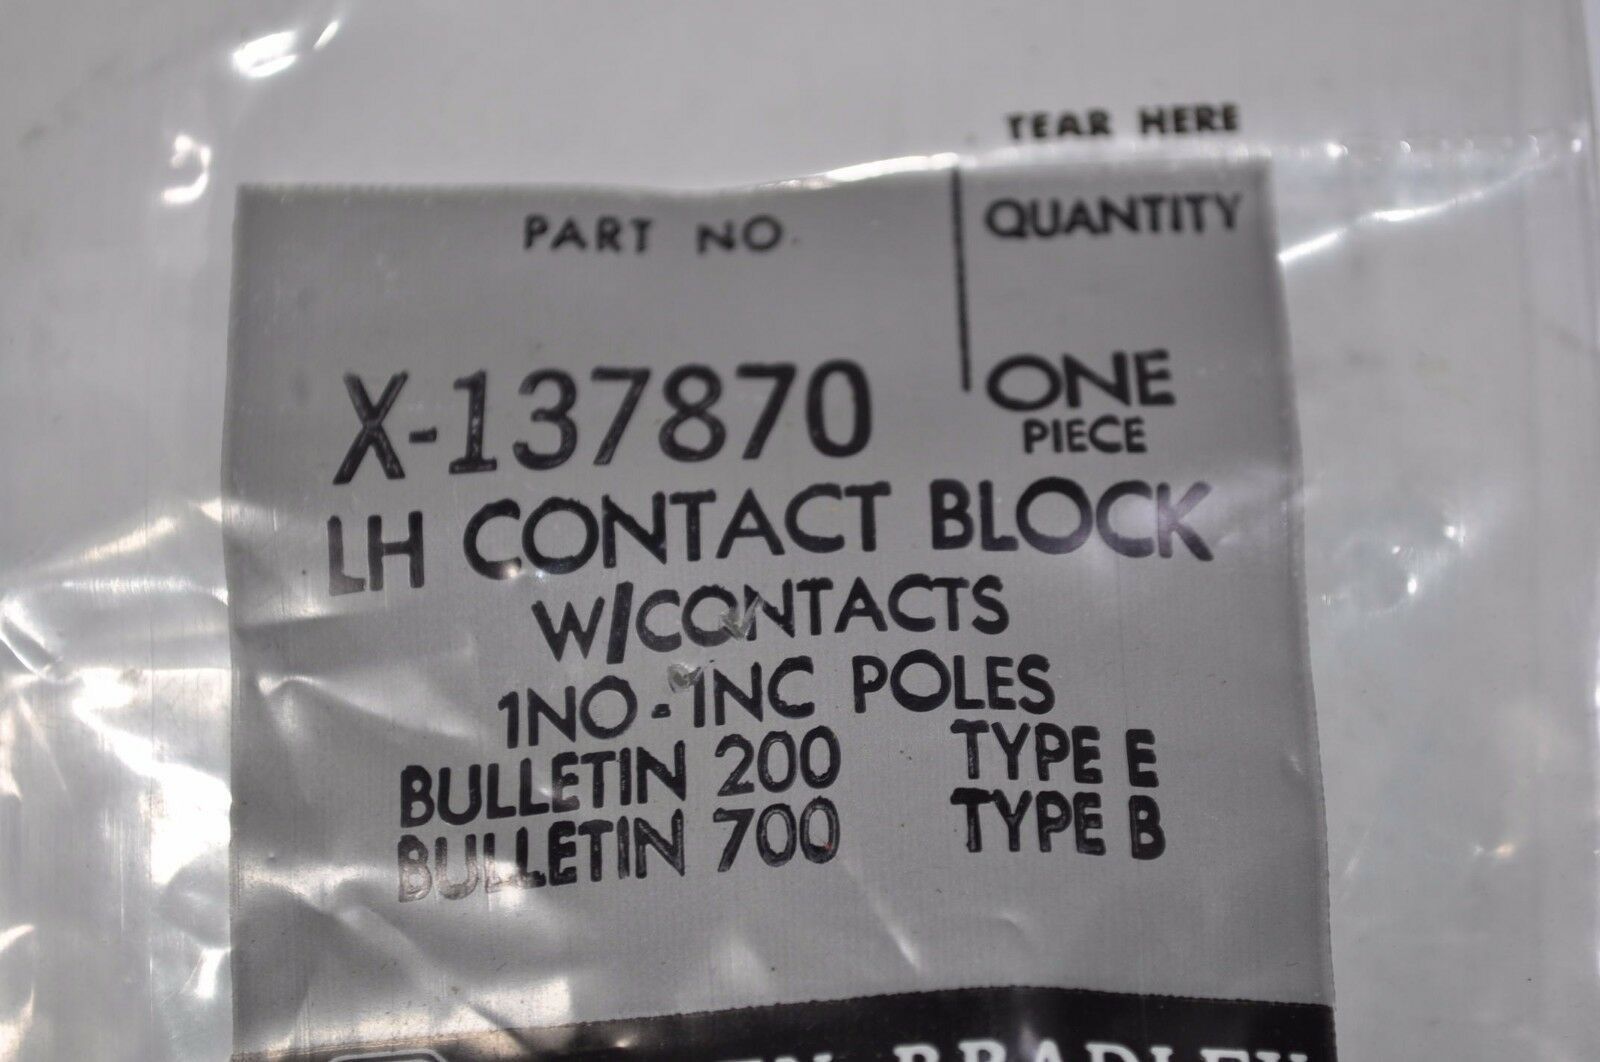 TEAR HERE
PART NO. QUANTITY
X-137870 ONE
PIECE
LH CONTACT BLOCK
W/CONTACTS
1NO-1NC POLES
BULLETIN 200 TYPE E
BULLETIN 700 TYPE B
BRADLEY